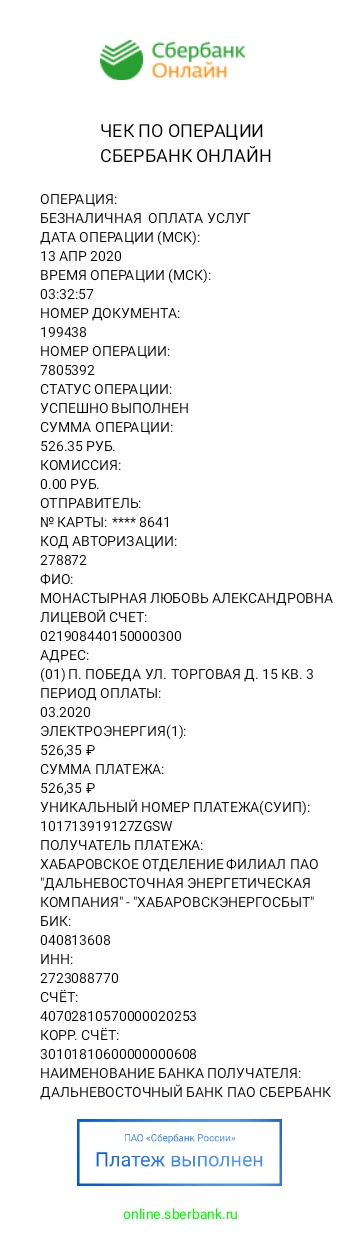 Сбербанк
Онлайн
ЧЕК ПО ОПЕРАЦИИ
СБЕРБАНК ОНЛАЙН
ОПЕРАЦИЯ:
БЕЗНАЛИЧНАЯ ОПЛАТА УСЛУГ
ДАТА ОПЕРАЦИИ (МСК):
13 АПР 2020
ВРЕМЯ ОПЕРАЦИИ (МСК):
03:32:57
НОМЕР ДОКУМЕНТА:
199438
НОМЕР ОПЕРАЦИИ:
7805392
СТАТУС ОПЕРАЦИИ:
УСПЕШНО ВЫПОЛНЕН
СУММА ОПЕРАЦИИ:
526.35 РУБ.
КОМИССИЯ:
0.00 РУБ.
ОТПРАВИТЕЛЬ:
№ КАРТЫ: **** 8641
КОД АВТОРИЗАЦИИ:
278872
ФИО:
МОНАСТЫРНАЯ ЛЮБОВЬ АЛЕКСАНДРОВНА
ЛИЦЕВОЙ СЧЕТ:
021908440150000300
АДРЕС:
(01) П. ПОБЕДА УЛ. ТОРГОВАЯ Д. 15 КВ. 3
ПЕРИОД ОПЛАТЫ:
03.2020
ЭЛЕКТРОЭНЕРГИЯ(1):
526,35 ₽
СУММА ПЛАТЕЖА:
526,35 ₽
УНИКАЛЬНЫЙ НОМЕР ПЛАТЕЖА(СУИП):
101713919127ZGSW
ПОЛУЧАТЕЛЬ ПЛАТЕЖА:
ХАБАРОВСКОЕ ОТДЕЛЕНИЕ ФИЛИАЛ ПАО
"ДАЛЬНЕВОСТОЧНАЯ ЭНЕРГЕТИЧЕСКАЯ
КОМПАНИЯ" - "ХАБАРОВСКЭНЕРГОСБЫТ"
БИК:
040813608
ИНН:
2723088770
СЧЁТ:
40702810570000020253
КОРР. СЧЁТ:
30101810600000000608
НАИМЕНОВАНИЕ БАНКА ПОЛУЧАТЕЛЯ:
ДАЛЬНЕВОСТОЧНЫЙ БАНК ПАО СБЕРБАНК
ПАО «Сбербанк России»
Платеж выполнен
online.sberbank.ru